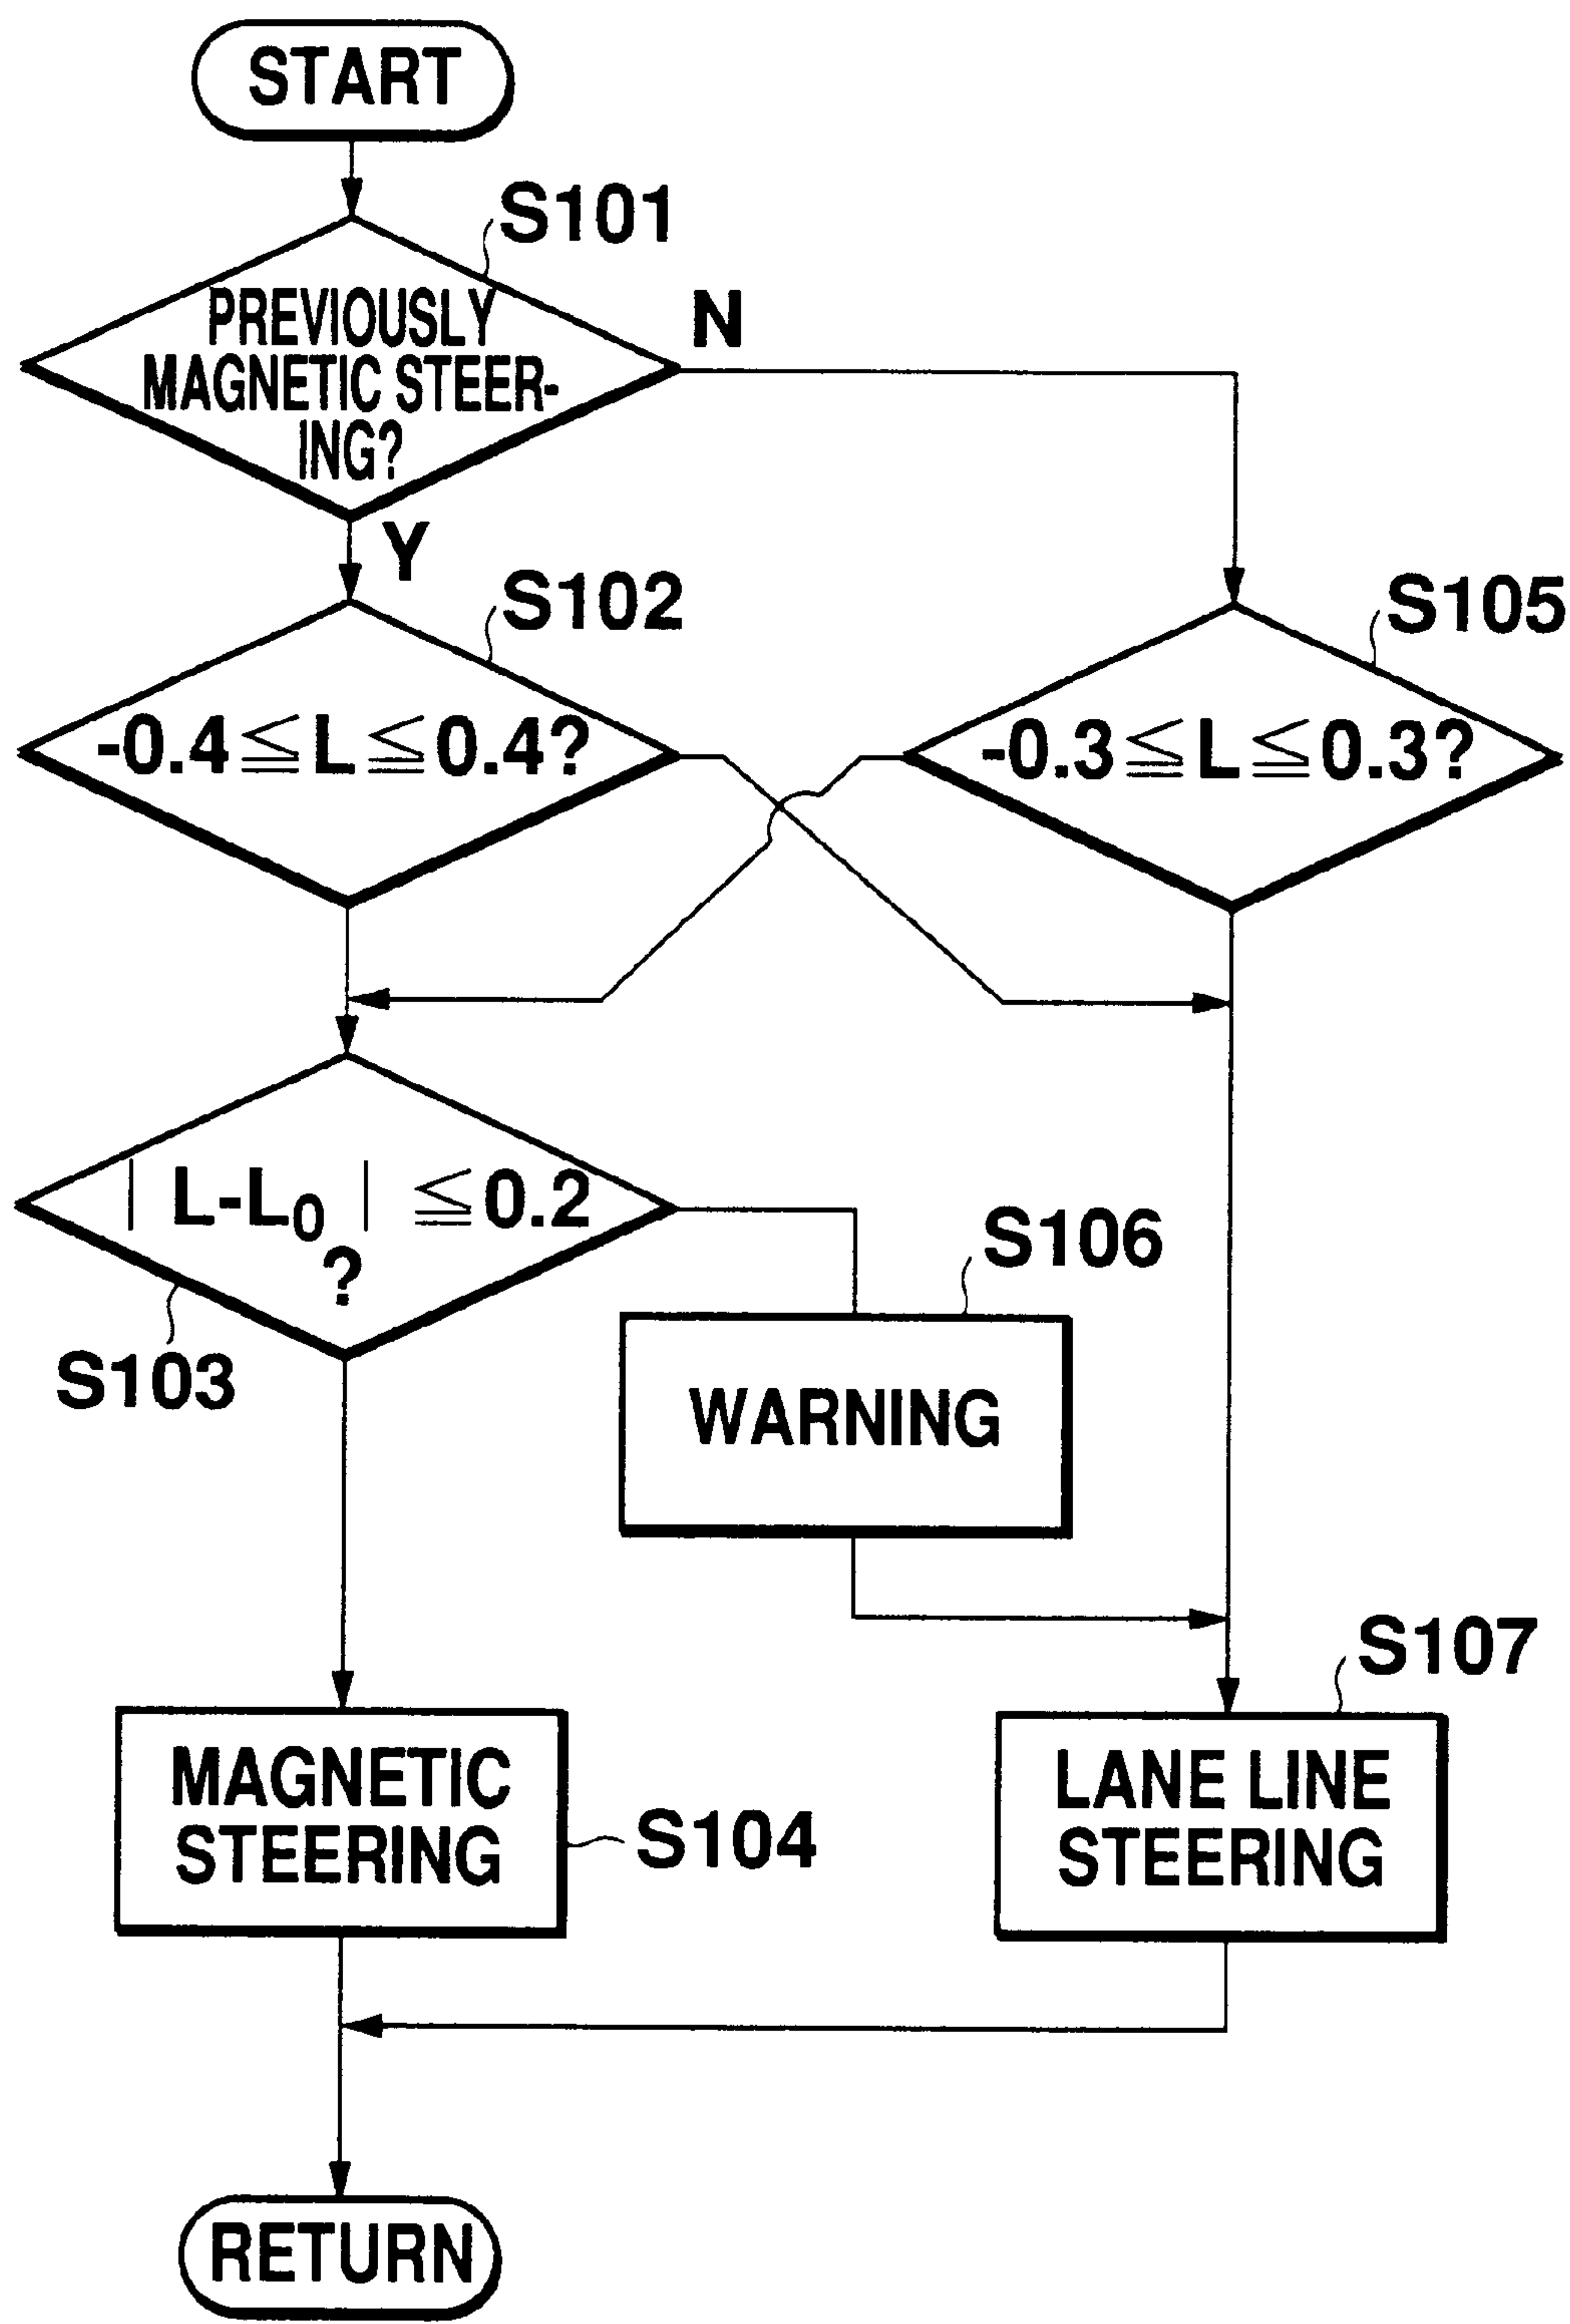 START
S101
PREVIOUSLY
MAGNETIC STEER-
ING?
N
Y
S102
-0.4≦L≦0.4?
S105
-0.3≦L≦0.3?
| L-L₀ | ≦0.2
?
S103
S106
WARNING
S107
MAGNETIC
STEERING
S104
LANE LINE
STEERING
RETURN